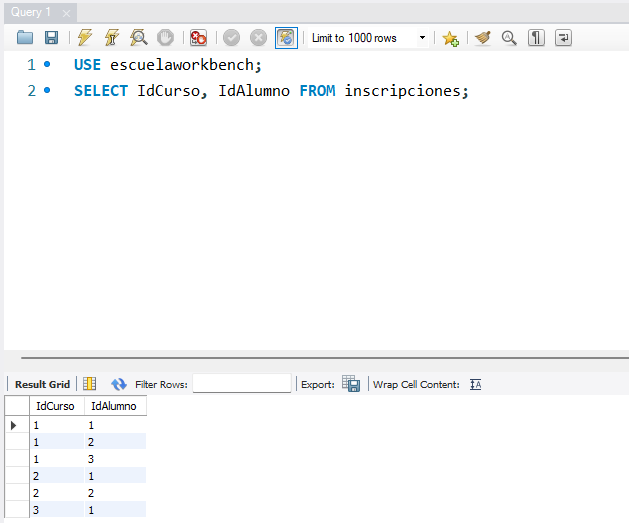 Query 1
Limit to 1000 rows
1 USE escuelaworkbench;
2 SELECT IdCurso, IdAlumno FROM inscripciones;
Result Grid Filter Rows: Export: Wrap Cell Content:
IdCurso IdAlumno
1 1
1 2
1 3
2 1
2 2
3 1